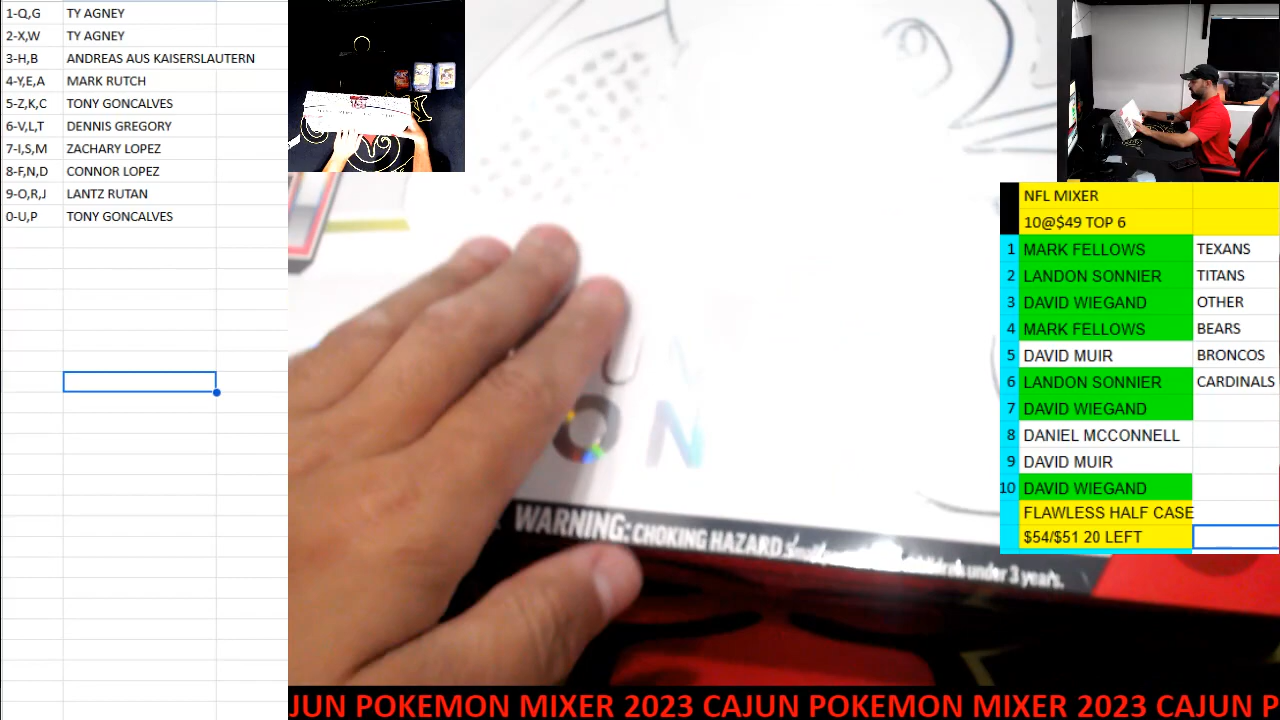 1-Q,G TY AGNEY
2-X,W TY AGNEY
3-H,B ANDREAS AUS KAISERSLAUTERN
4-Y,E,A MARK RUTCH
5-Z,K,C TONY GONCALVES
6-V,L,T DENNIS GREGORY
7-I,S,M ZACHARY LOPEZ
8-F,N,D CONNOR LOPEZ
9-O,R,J LANTZ RUTAN
0-U,P TONY GONCALVES
NFL MIXER
10@$49 TOP 6
1 MARK FELLOWS TEXANS
2 LANDON SONNIER TITANS
3 DAVID WIEGAND OTHER
4 MARK FELLOWS BEARS
5 DAVID MUIR BRONCOS
6 LANDON SONNIER CARDINALS
7 DAVID WIEGAND
8 DANIEL MCCONNELL
9 DAVID MUIR
10 DAVID WIEGAND
FLAWLESS HALF CASE
$54/$51 20 LEFT
ON
WARNING: CHOKING HAZARD under 3 years.
JUN POKEMON MIXER 2023 CAJUN POKEMON MIXER 2023 CAJUN P